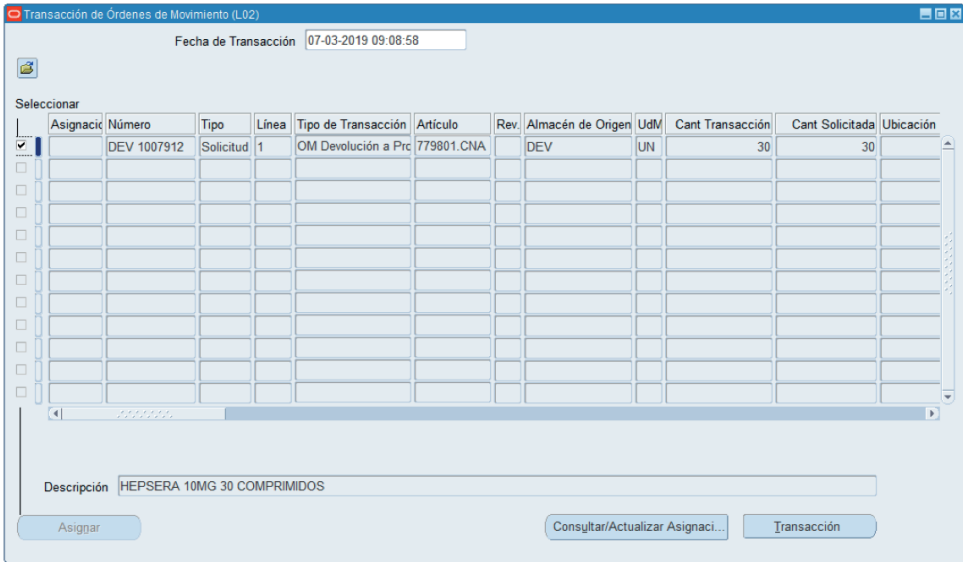 Transacción de Órdenes de Movimiento (L02)
Fecha de Transacción 07-03-2019 09:08:58
Seleccionar
Asignacic Número Tipo Línea Tipo de Transacción Artículo Rev. Almacén de Origen UdM Cant Transacción Cant Solicitada Ubicación
DEV 1007912 Solicitud 1 OM Devolución a Prc 779801.CNA DEV UN 30 30
Descripción HEPSERA 10MG 30 COMPRIMIDOS
Asignar Consultar/Actualizar Asignaci... Transacción